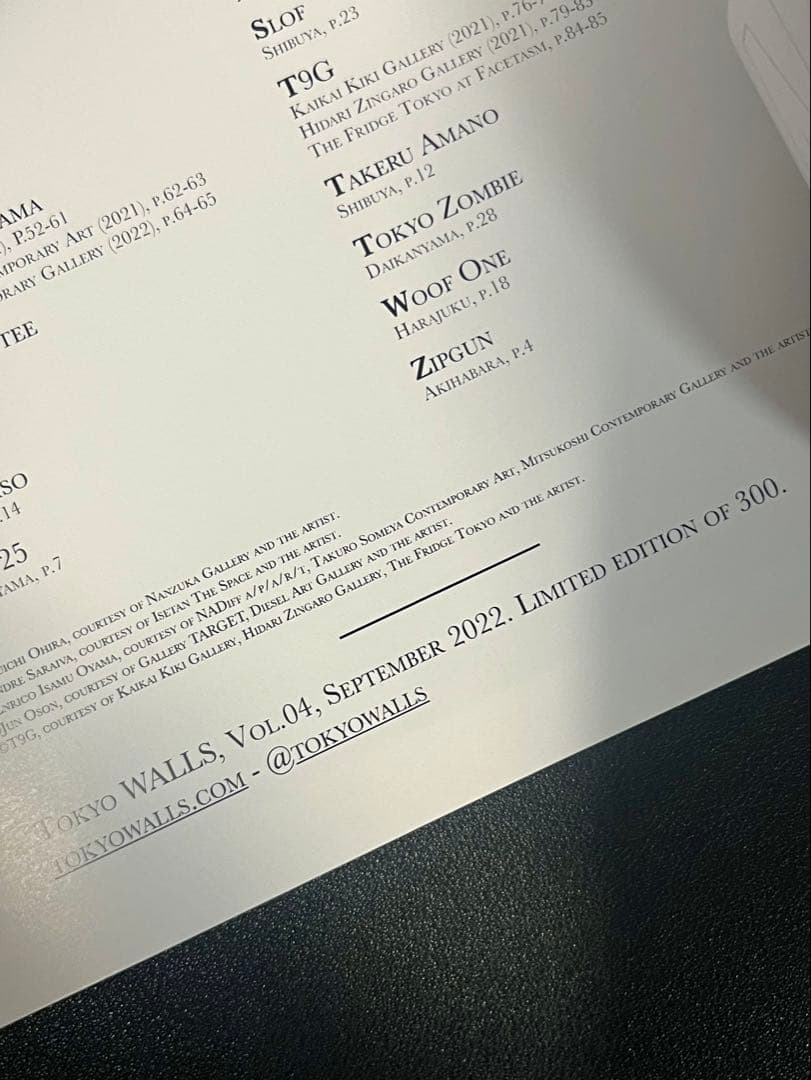 AMA
), P.52-61
MPORARY ART (2021), P.62-63
RARY GALLERY (2022), P.64-65
TEE
SO
.14
25
AMA, P.7
SLOF
SHIBUYA, P.23
T9G
KAIKAI KIKI GALLERY (2021), P.76-
HIDARI ZINGARO GALLERY (2021), P.79-83
THE FRIDGE TOKYO AT FACETASM, P.84-85
TAKERU AMANO
SHIBUYA, P.12
TOKYO ZOMBIE
DAIKANYAMA, P.28
WOOF ONE
HARAJUKU, P.18
ZIPGUN
AKIHABARA, P.4
ICHI OHIRA, COURTESY OF NANZUKA GALLERY AND THE ARTIST.
NDRE SARAIVA, COURTESY OF ISETAN THE SPACE AND THE ARTIST.
ENRICO ISAMU OYAMA, COURTESY OF NADIFF A/P/A/R/T, TAKURO SOMEYA CONTEMPORARY ART, MITSUKOSHI CONTEMPORARY GALLERY AND THE ARTIST
JUN OSON, COURTESY OF GALLERY TARGET, DIESEL ART GALLERY AND THE ARTIST.
©T9G, COURTESY OF KAIKAI KIKI GALLERY, HIDARI ZINGARO GALLERY, THE FRIDGE TOKYO AND THE ARTIST.
TOKYO WALLS, VOL.04, SEPTEMBER 2022. LIMITED EDITION OF 300.
TOKYOWALLS.COM - @TOKYOWALLS